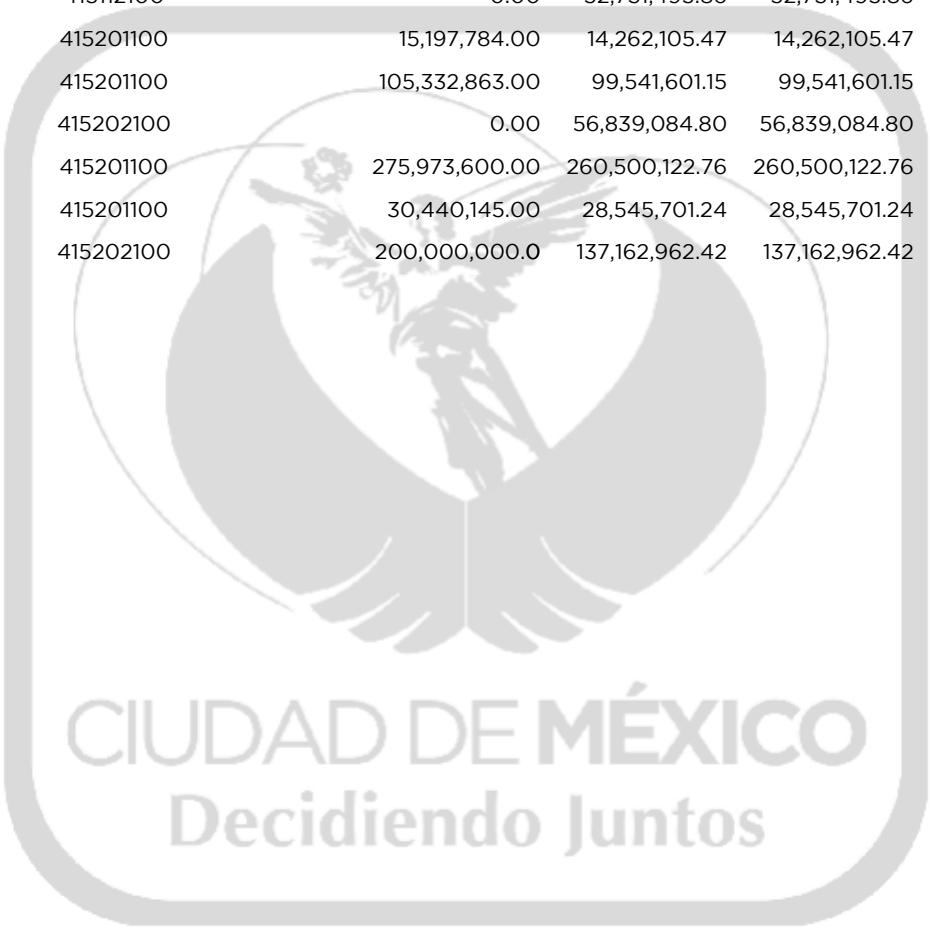 415201100 15,197,784.00 14,262,105.47 14,262,105.47
415201100 105,332,863.00 99,541,601.15 99,541,601.15
415202100 0.00 56,839,084.80 56,839,084.80
415201100 275,973,600.00 260,500,122.76 260,500,122.76
415201100 30,440,145.00 28,545,701.24 28,545,701.24
415202100 200,000,000.0 137,162,962.42 137,162,962.42
CIUDAD DE MÉXICO
Decidiendo Juntos